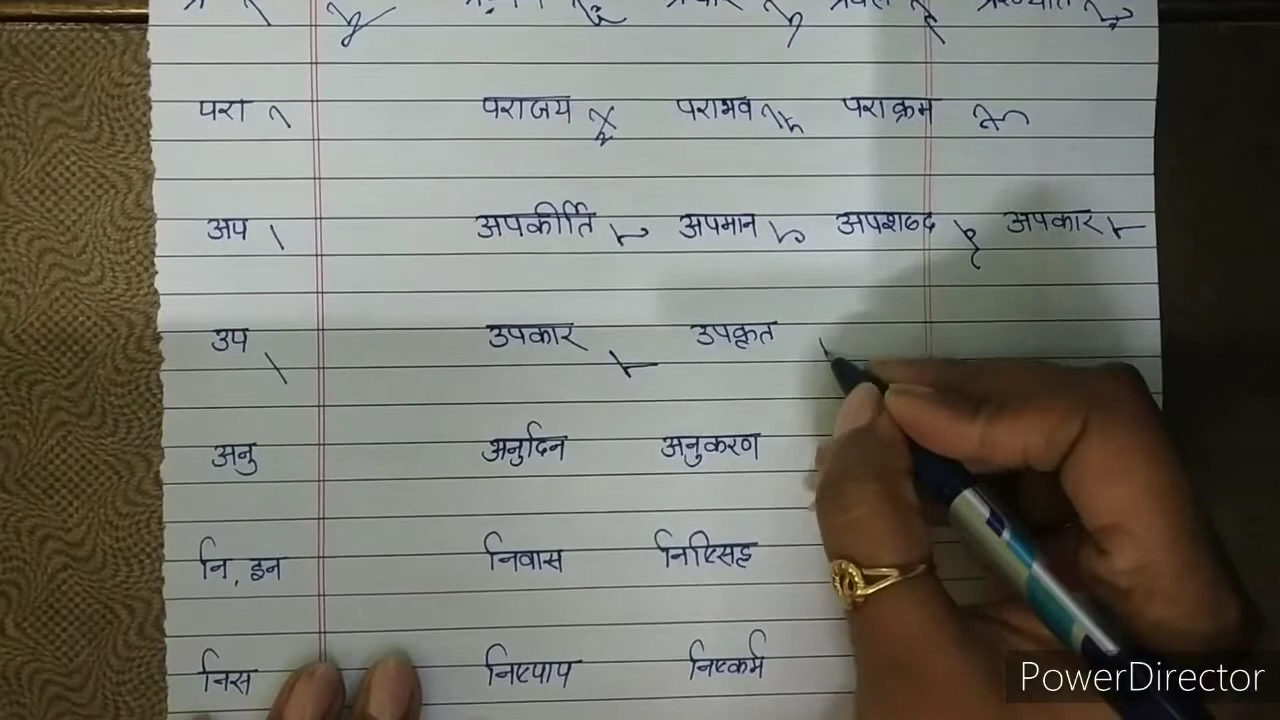 परा पराजय पराभव पराक्रम
अप अपकीर्ति अपमान अपशब्द अपकार
उप उपकार उपकृत
अनु अनुदिन अनुकरण
नि, इन निवास
निस निष्पाप निष्कर्म
PowerDirector